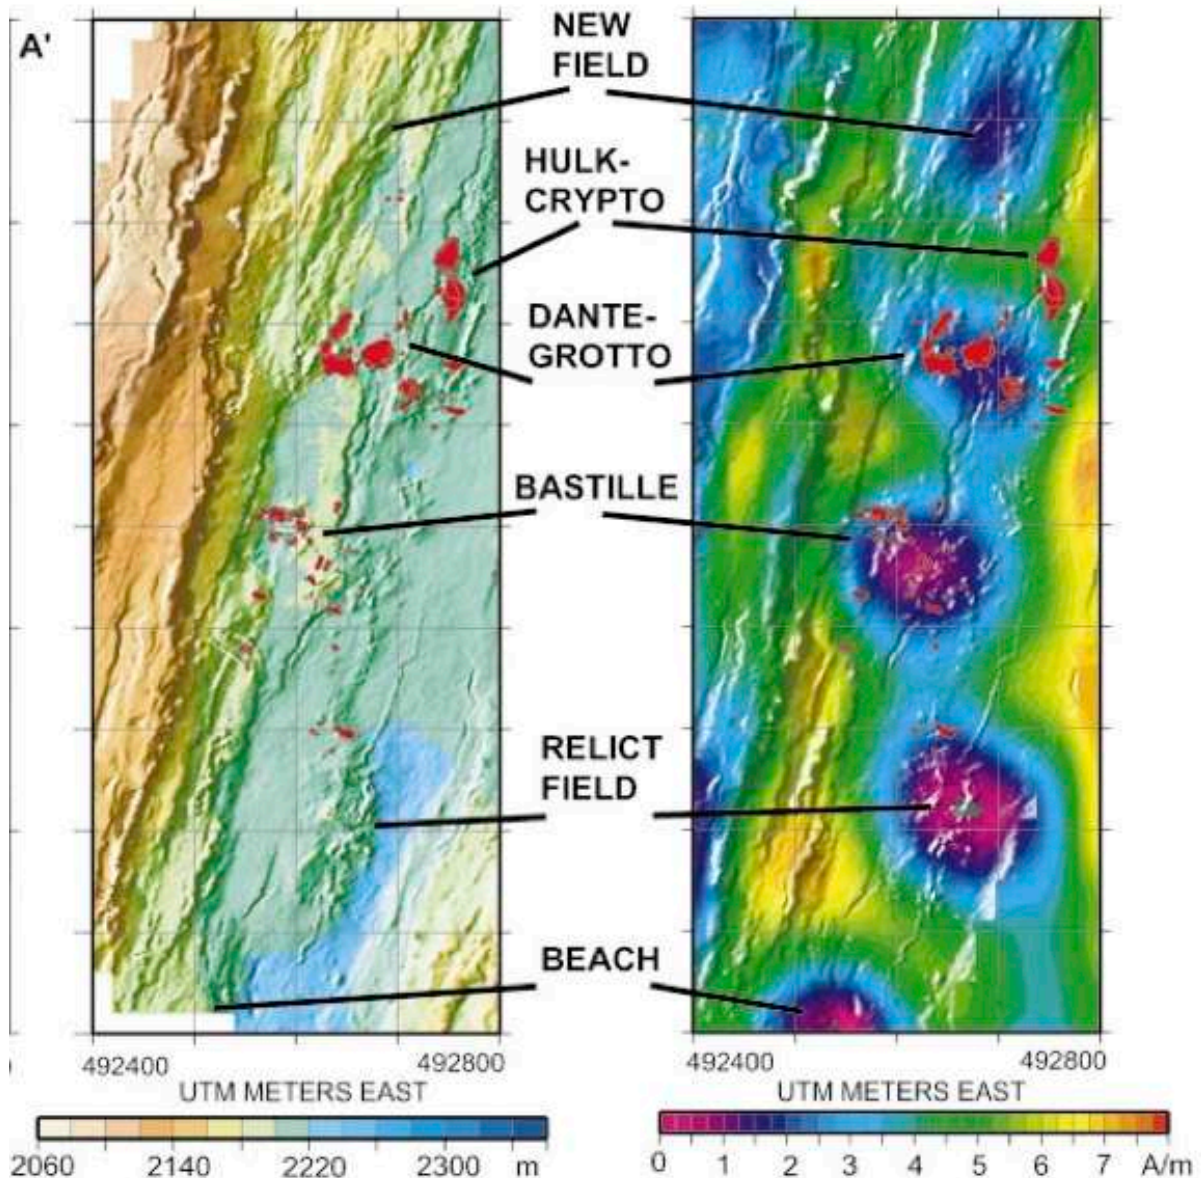 A'
NEW
FIELD
HULK-
CRYPTO
DANTE-
GROTTO
BASTILLE
RELICT
FIELD
BEACH
492400 492800 492400 492800
UTM METERS EAST UTM METERS EAST
2060 2140 2220 2300 m 0 1 2 3 4 5 6 7 A/m